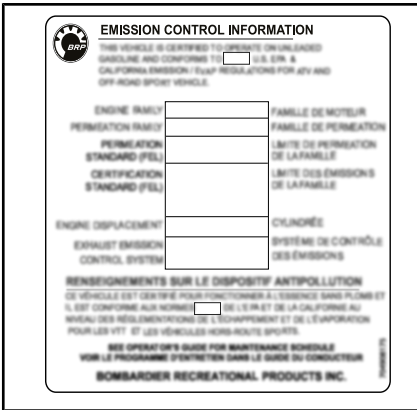 BRP
EMISSION CONTROL INFORMATION
THIS VEHICLE IS CERTIFIED TO OPERATE ON UNLEADED
GASOLINE AND CONFORMS TO U.S. EPA &
CALIFORNIA EMISSION / EVAP REGULATIONS FOR ATV AND
OFF-ROAD SPORT VEHICLE.
ENGINE FAMILY FAMILLE DE MOTEUR
PERMEATION FAMILY FAMILLE DE PERMEATION
PERMEATION STANDARD (FEL) LIMITE DE PERMEATION DE LA FAMILLE
CERTIFICATION STANDARD (FEL) LIMITE DES ÉMISSIONS DE LA FAMILLE
ENGINE DISPLACEMENT CYLINDRÉE
EXHAUST EMISSION CONTROL SYSTEM SYSTÈME DE CONTRÔLE DES ÉMISSIONS
RENSEIGNEMENTS SUR LE DISPOSITIF ANTIPOLLUTION
CE VÉHICULE EST CERTIFIÉ POUR FONCTIONNER À L'ESSENCE SANS PLOMB ET
IL EST CONFORME AUX NORMES DE L'EPA ET DE LA CALIFORNIE AU
NIVEAU DES RÉGLEMENTATIONS DE L'ÉCHAPPEMENT ET DE L'ÉVAPORATION
POUR LES VTT ET LES VÉHICULES HORS-ROUTE SPORTS.
SEE OPERATOR'S GUIDE FOR MAINTENANCE SCHEDULE
VOIR LE PROGRAMME D'ENTRETIEN DANS LE GUIDE DU CONDUCTEUR
BOMBARDIER RECREATIONAL PRODUCTS INC.